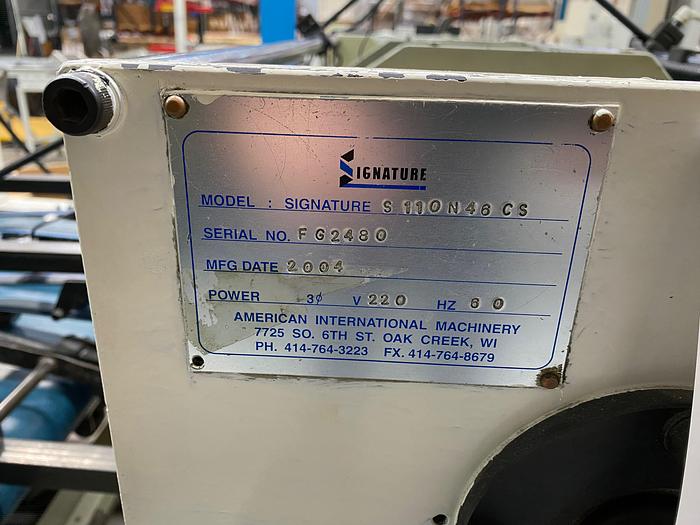 SIGNATURE
MODEL : SIGNATURE S 110N46 CS
SERIAL NO. FG2480
MFG DATE 2004
POWER 3∅ V 220 HZ 60
AMERICAN INTERNATIONAL MACHINERY
7725 SO. 6TH ST. OAK CREEK, WI
PH. 414-764-3223 FX. 414-764-8679